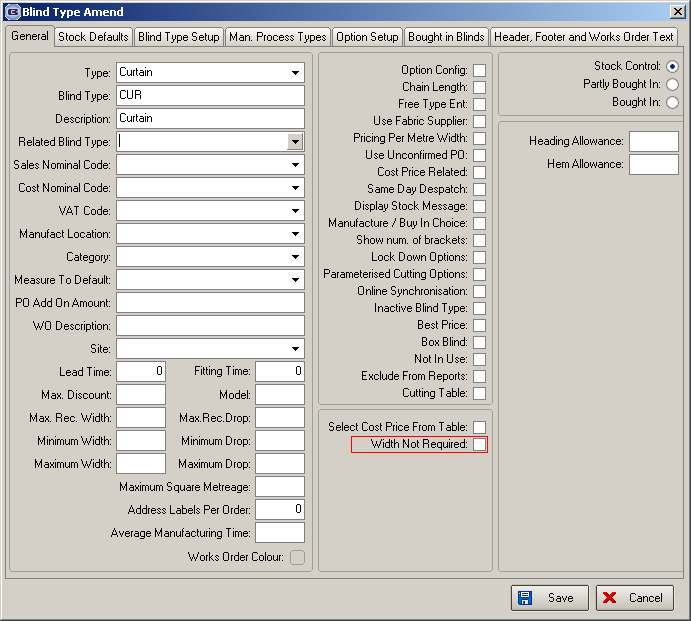 Blind Type Amend
General Stock Defaults Blind Type Setup Man. Process Types Option Setup Bought in Blinds Header, Footer and Works Order Text
Type: Curtain
Blind Type: CUR
Description: Curtain
Related Blind Type:
Sales Nominal Code:
Cost Nominal Code:
VAT Code:
Manufact Location:
Category:
Measure To Default:
PO Add On Amount:
WO Description:
Site:
Lead Time: 0 Fitting Time: 0
Max. Discount: Model:
Max. Rec. Width: Max.Rec.Drop:
Minimum Width: Minimum Drop:
Maximum Width: Maximum Drop:
Maximum Square Metreage:
Address Labels Per Order: 0
Average Manufacturing Time:
Works Order Colour:
Option Config:
Chain Length:
Free Type Ent:
Use Fabric Supplier:
Pricing Per Metre Width:
Use Unconfirmed PO:
Cost Price Related:
Same Day Despatch:
Display Stock Message:
Manufacture / Buy In Choice:
Show num. of brackets:
Lock Down Options:
Parameterised Cutting Options:
Online Synchronisation:
Inactive Blind Type:
Best Price:
Box Blind:
Not In Use:
Exclude From Reports:
Cutting Table:
Select Cost Price From Table:
Width Not Required:
Stock Control:
Partly Bought In:
Bought In:
Heading Allowance:
Hem Allowance:
Save Cancel